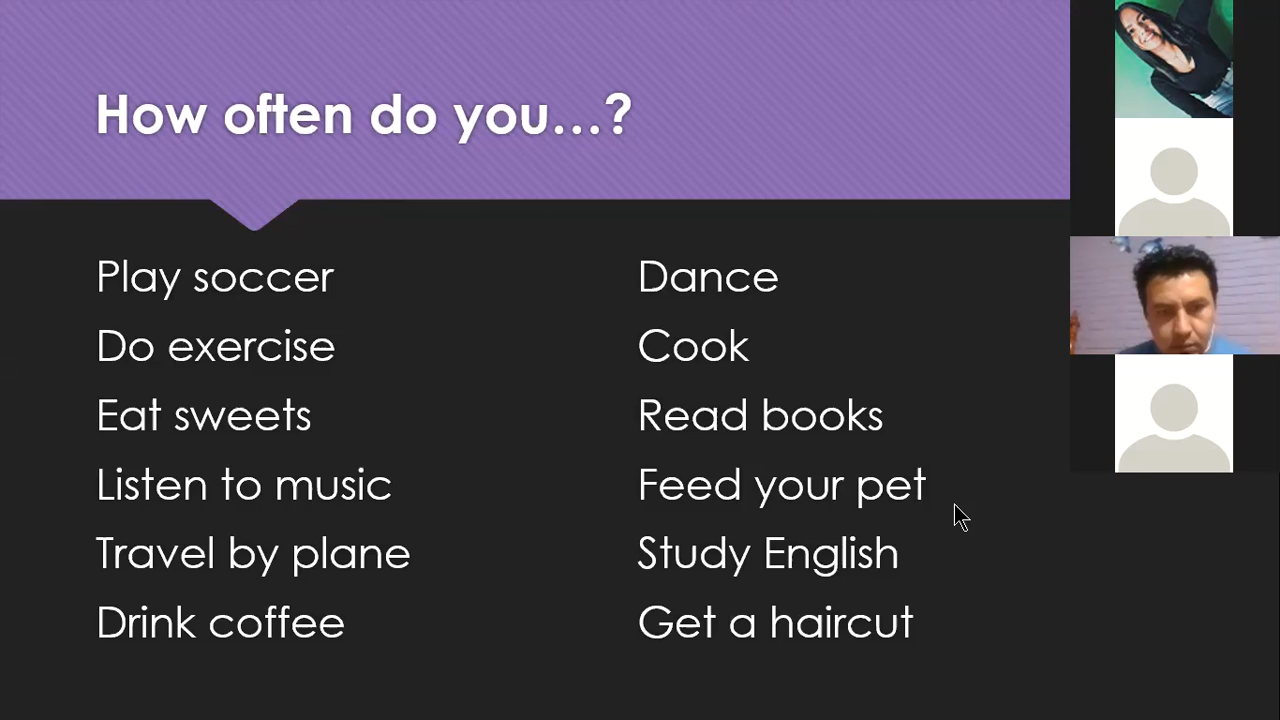 How often do you...?
Play soccer
Do exercise
Eat sweets
Listen to music
Travel by plane
Drink coffee
Dance
Cook
Read books
Feed your pet
Study English
Get a haircut